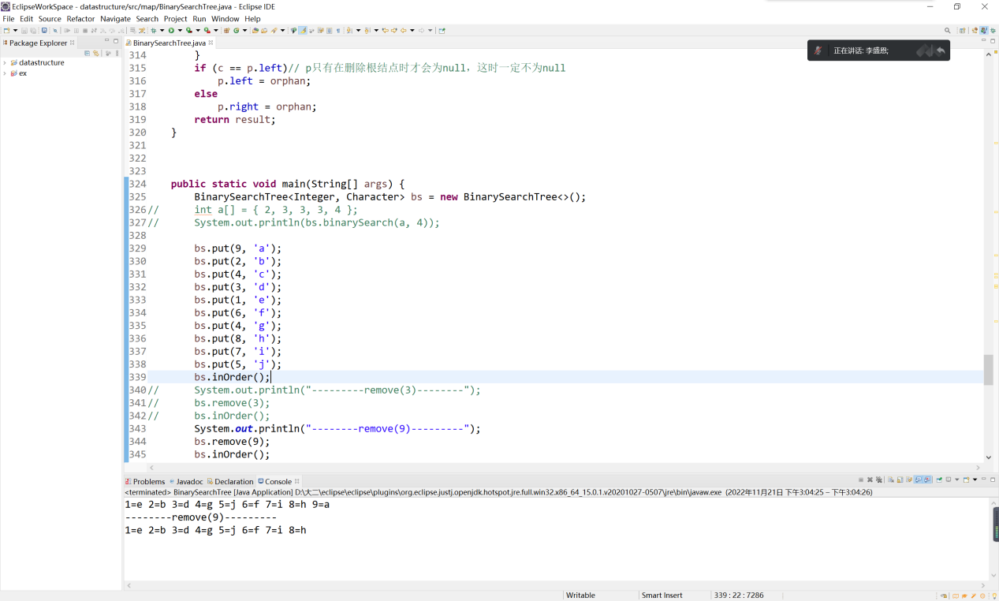 EclipseWorkSpace - datastructure/src/map/BinarySearchTree.java - Eclipse IDE
File Edit Source Refactor Navigate Search Project Run Window Help
Package Explorer
BinarySearchTree.java
正在讲话: 李盛恩;
datastructure
ex
314 }
315 if (c == p.left)// p只有在删除根结点时才会为null，这时一定不为null
316 p.left = orphan;
317 else
318 p.right = orphan;
319 return result;
320 }
321
322
323
324 public static void main(String[] args) {
325 BinarySearchTree<Integer, Character> bs = new BinarySearchTree<>();
326// int a[] = { 2, 3, 3, 3, 4 };
327// System.out.println(bs.binarySearch(a, 4));
328
329 bs.put(9, 'a');
330 bs.put(2, 'b');
331 bs.put(4, 'c');
332 bs.put(3, 'd');
333 bs.put(1, 'e');
334 bs.put(6, 'f');
335 bs.put(4, 'g');
336 bs.put(8, 'h');
337 bs.put(7, 'i');
338 bs.put(5, 'j');
339 bs.inOrder();
340// System.out.println("---------remove(3)--------");
341// bs.remove(3);
342// bs.inOrder();
343 System.out.println("--------remove(9)---------");
344 bs.remove(9);
345 bs.inOrder();
Problems Javadoc Declaration Console
<terminated> BinarySearchTree [Java Application] D:\大二\eclipse\eclipse\plugins\org.eclipse.justj.openjdk.hotspot.jre.full.win32.x86_64_15.0.1.v20201027-0507\jre\bin\javaw.exe (2022年11月21日 下午3:04:25 – 下午3:04:26)
1=e 2=b 3=d 4=g 5=j 6=f 7=i 8=h 9=a
--------remove(9)---------
1=e 2=b 3=d 4=g 5=j 6=f 7=i 8=h
Writable
Smart Insert
339 : 22 : 7286